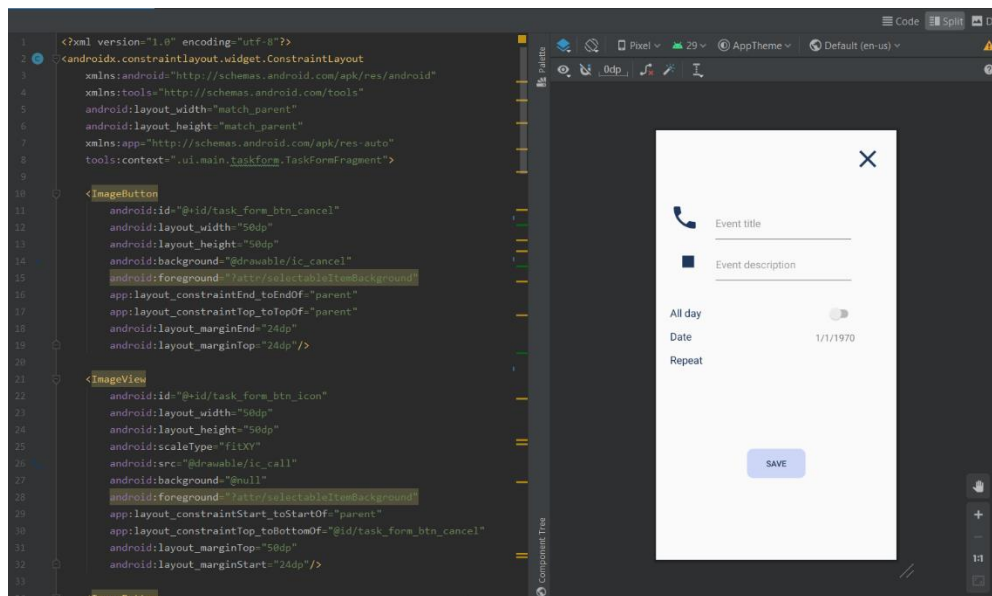 Code Split D
Pixel 29 AppTheme Default (en-us)
0dp
Palette
1 <?xml version="1.0" encoding="utf-8"?>
2 <androidx.constraintlayout.widget.ConstraintLayout
3 xmlns:android="http://schemas.android.com/apk/res/android"
4 xmlns:tools="http://schemas.android.com/tools"
5 android:layout_width="match_parent"
6 android:layout_height="match_parent"
7 xmlns:app="http://schemas.android.com/apk/res-auto"
8 tools:context=".ui.main.taskform.TaskFormFragment">
9
10 <ImageButton
11 android:id="@+id/task_form_btn_cancel"
12 android:layout_width="50dp"
13 android:layout_height="50dp"
14 android:background="@drawable/ic_cancel"
15 android:foreground="?attr/selectableItemBackground"
16 app:layout_constraintEnd_toEndOf="parent"
17 app:layout_constraintTop_toTopOf="parent"
18 android:layout_marginEnd="24dp"
19 android:layout_marginTop="24dp"/>
20
21 <ImageView
22 android:id="@+id/task_form_btn_icon"
23 android:layout_width="50dp"
24 android:layout_height="50dp"
25 android:scaleType="fitXY"
26 android:src="@drawable/ic_call"
27 android:background="@null"
28 android:foreground="?attr/selectableItemBackground"
29 app:layout_constraintStart_toStartOf="parent"
30 app:layout_constraintTop_toBottomOf="@id/task_form_btn_cancel"
31 android:layout_marginTop="50dp"
32 android:layout_marginStart="24dp"/>
33
Component Tree
Event title
Event description
All day
Date 1/1/1970
Repeat
SAVE
1:1